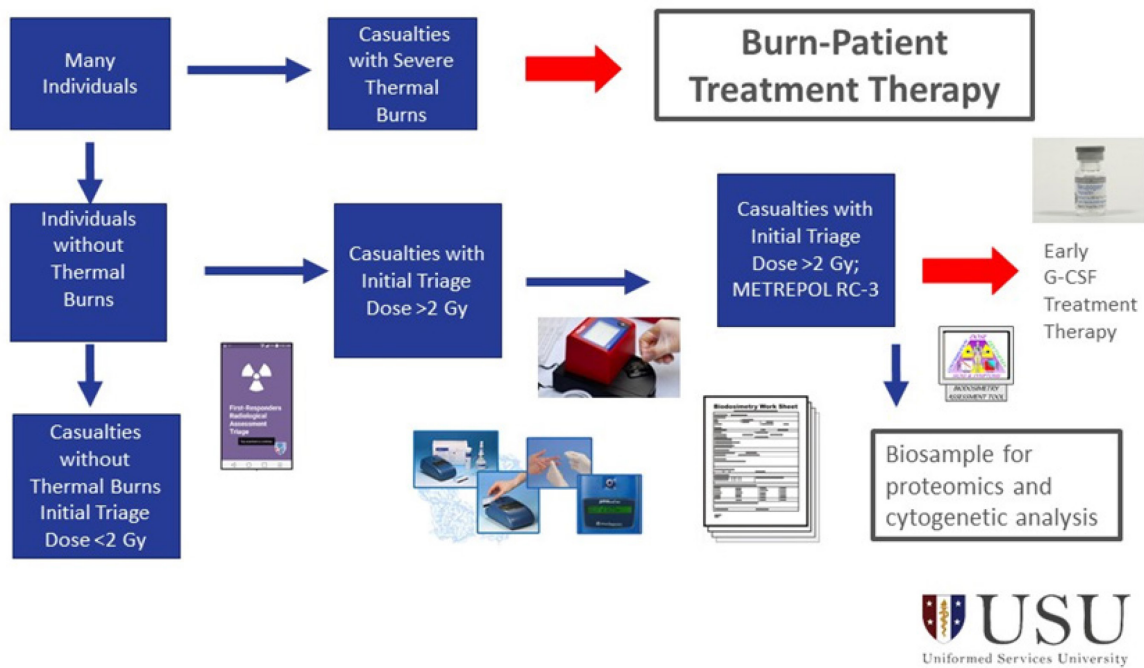 Many
Individuals
Casualties
with Severe
Thermal
Burns
Burn-Patient
Treatment Therapy
Individuals
without
Thermal
Burns
Casualties with
Initial Triage
Dose >2 Gy
Casualties with
Initial Triage
Dose >2 Gy;
METREPOL RC-3
Early
G-CSF
Treatment
Therapy
First-Responders
Radiological
Assessment
Triage
BIODOSIMETRY
ASSESSMENT TOOL
Biodosimetry Work Sheet
Casualties
without
Thermal Burns
Initial Triage
Dose <2 Gy
Biosample for
proteomics and
cytogenetic analysis
USU
Uniformed Services University